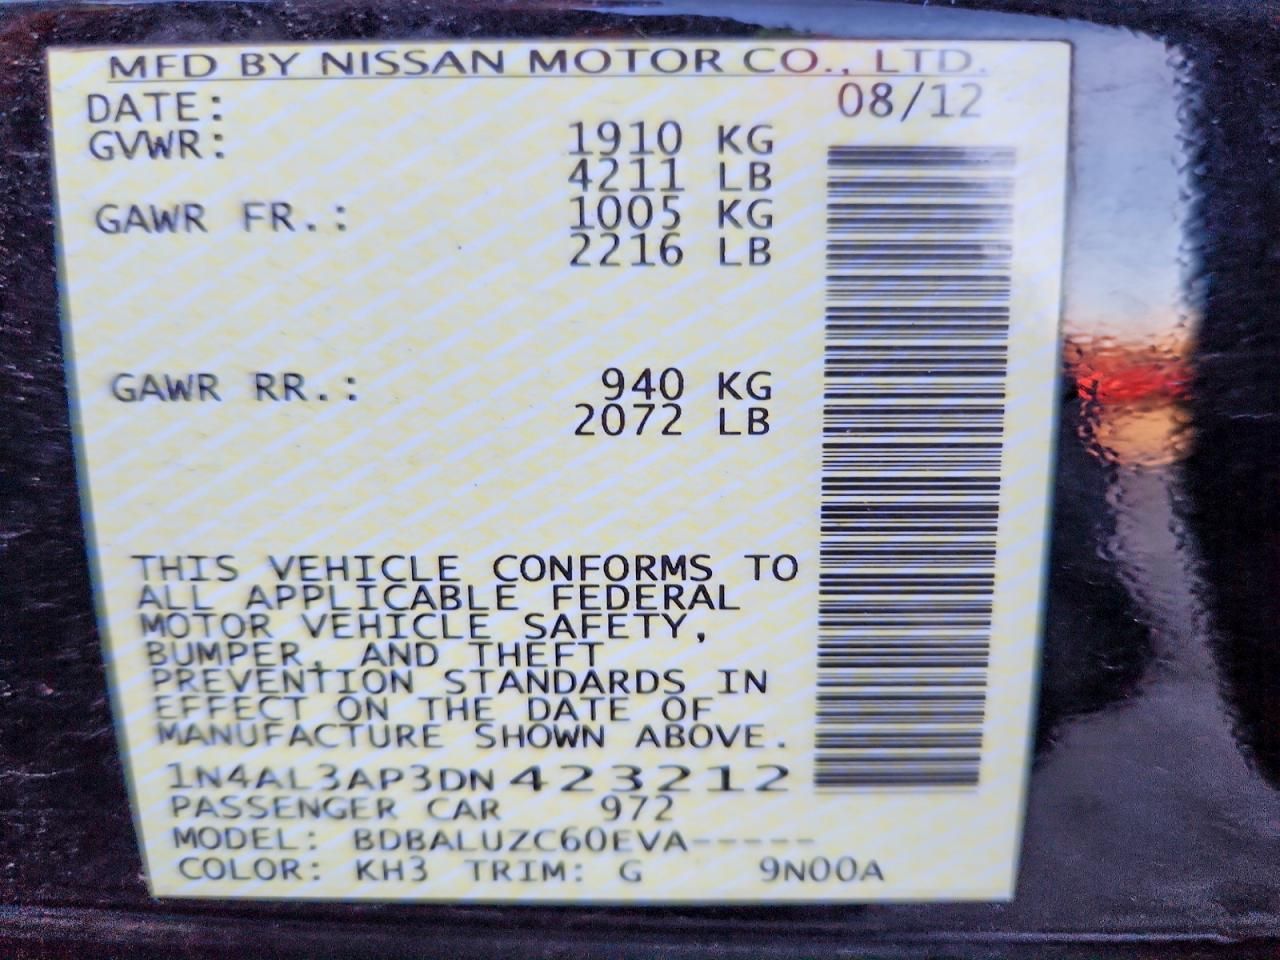 MFD BY NISSAN MOTOR CO., LTD.
DATE: 08/12
GVWR: 1910 KG
4211 LB
GAWR FR.: 1005 KG
2216 LB
GAWR RR.: 940 KG
2072 LB
THIS VEHICLE CONFORMS TO
ALL APPLICABLE FEDERAL
MOTOR VEHICLE SAFETY,
BUMPER, AND THEFT
PREVENTION STANDARDS IN
EFFECT ON THE DATE OF
MANUFACTURE SHOWN ABOVE.
1N4AL3AP3DN423212
PASSENGER CAR 972
MODEL: BDBALUZC60EVA-----
COLOR: KH3 TRIM: G 9N00A